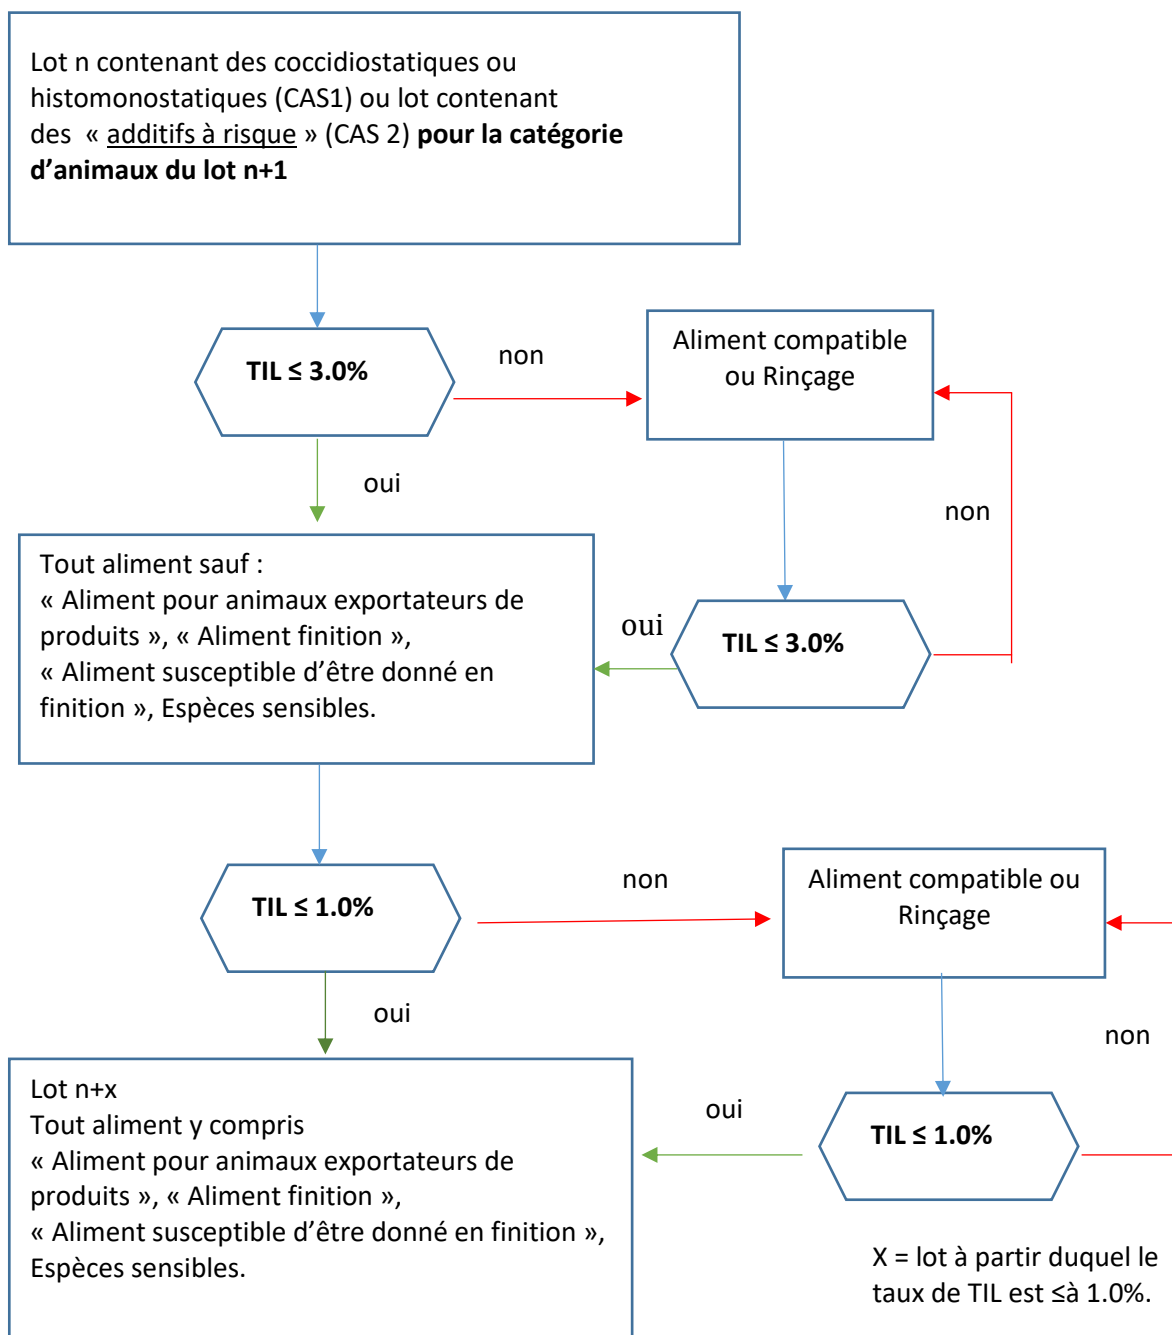 Lot n contenant des coccidiostatiques ou
histomonostatiques (CAS1) ou lot contenant
des « additifs à risque » (CAS 2) pour la catégorie
d’animaux du lot n+1
TIL ≤ 3.0%
non
Aliment compatible
ou Rinçage
oui
non
Tout aliment sauf :
« Aliment pour animaux exportateurs de
produits », « Aliment finition »,
« Aliment susceptible d’être donné en
finition », Espèces sensibles.
oui
TIL ≤ 3.0%
TIL ≤ 1.0%
non
Aliment compatible ou
Rinçage
oui
non
Lot n+x
Tout aliment y compris
« Aliment pour animaux exportateurs de
produits », « Aliment finition »,
« Aliment susceptible d’être donné en finition »,
Espèces sensibles.
oui
TIL ≤ 1.0%
X = lot à partir duquel le
taux de TIL est ≤à 1.0%.